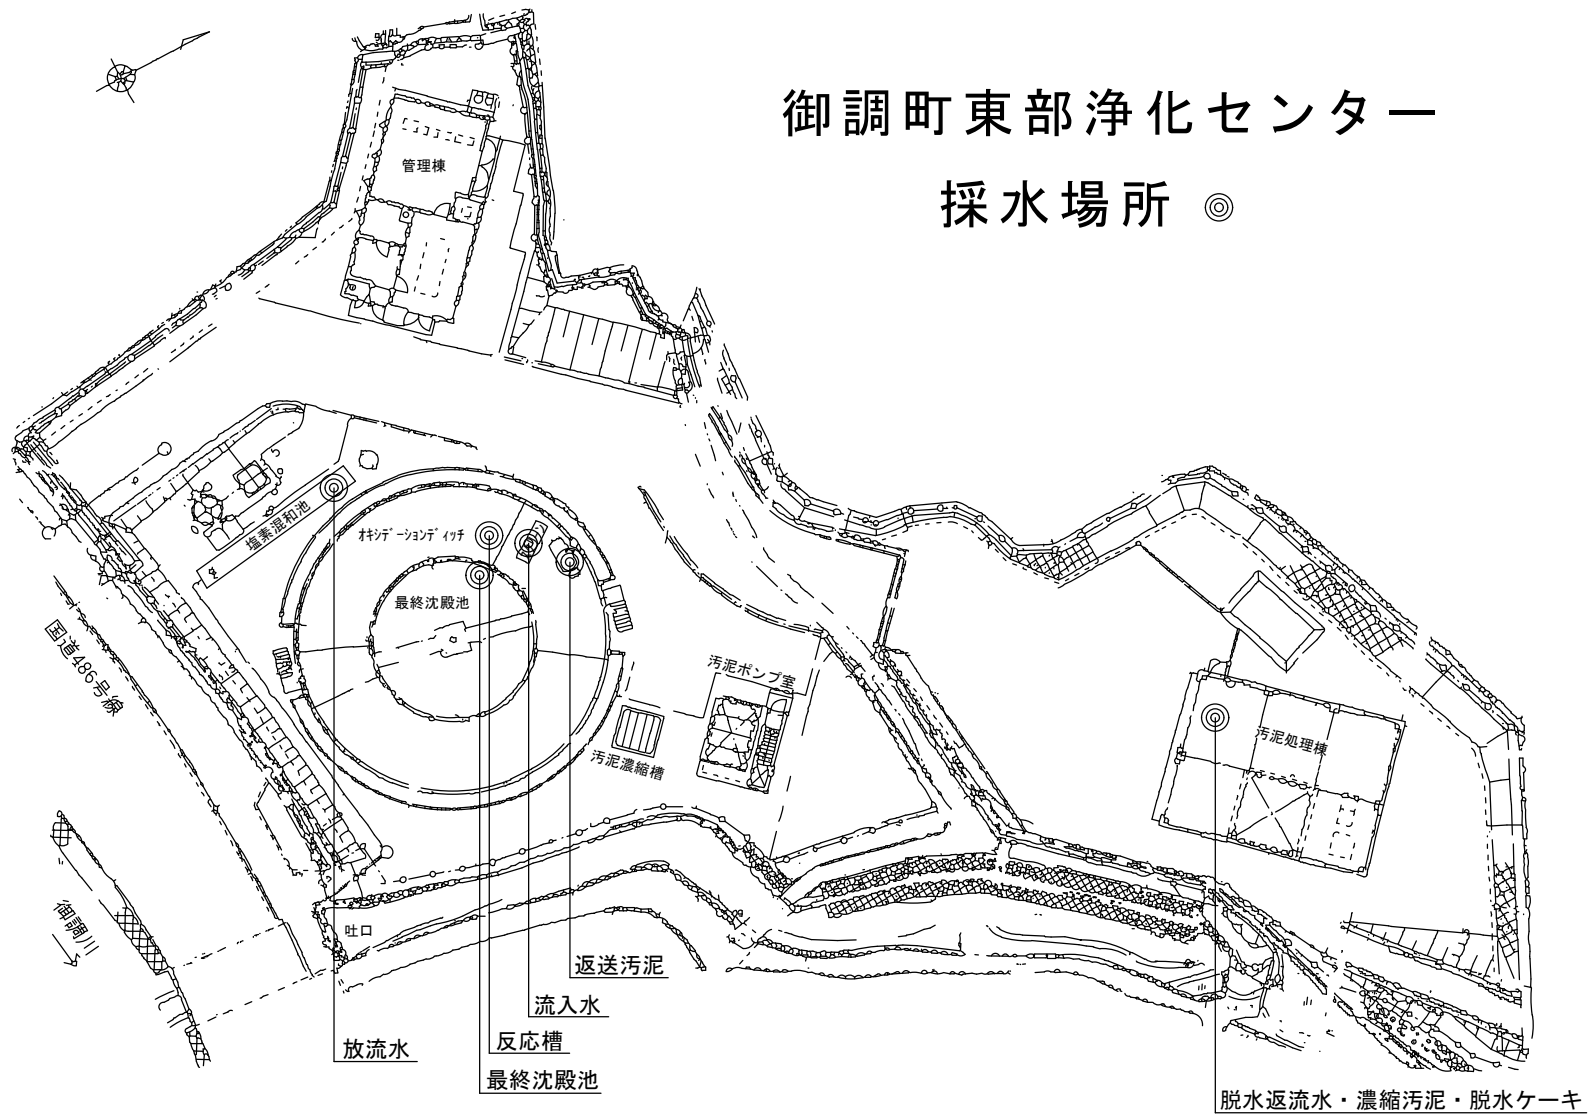 御調町東部浄化センター
採水場所
管理棟
塩素混和池
オキシデーションディッチ
最終沈殿池
国道486号線
汚泥ポンプ室
汚泥濃縮槽
汚泥処理棟
御調川
吐口
返送汚泥
流入水
反応槽
放流水
最終沈殿池
脱水返流水・濃縮汚泥・脱水ケーキ